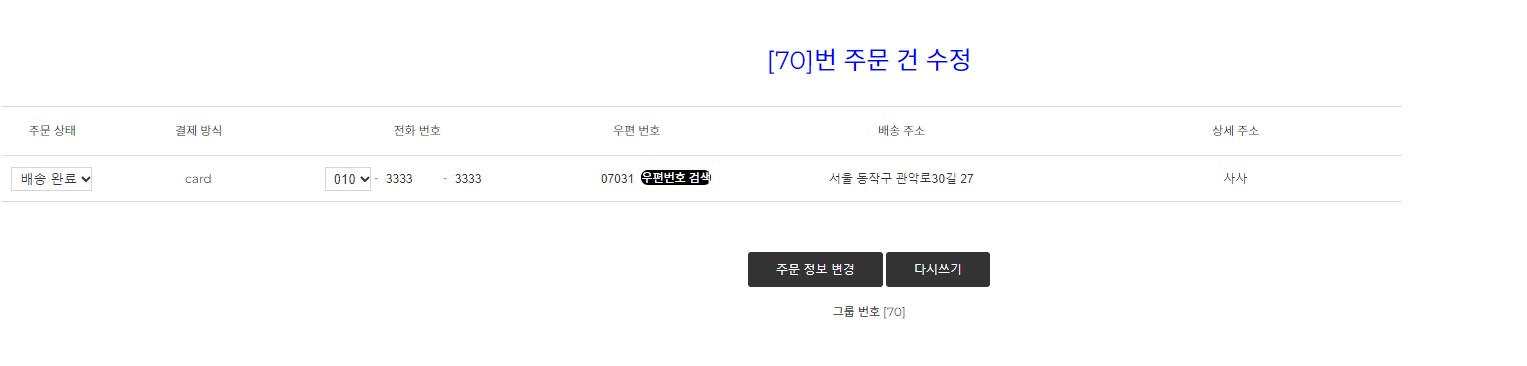 [70]번 주문 건 수정
주문 상태 결제 방식 전화 번호 우편 번호 배송 주소 상세 주소
배송 완료 card 010 - 3333 - 3333 07031 우편번호 검색 서울 동작구 관악로30길 27 사사
주문 정보 변경 다시쓰기
그룹 번호 [70]